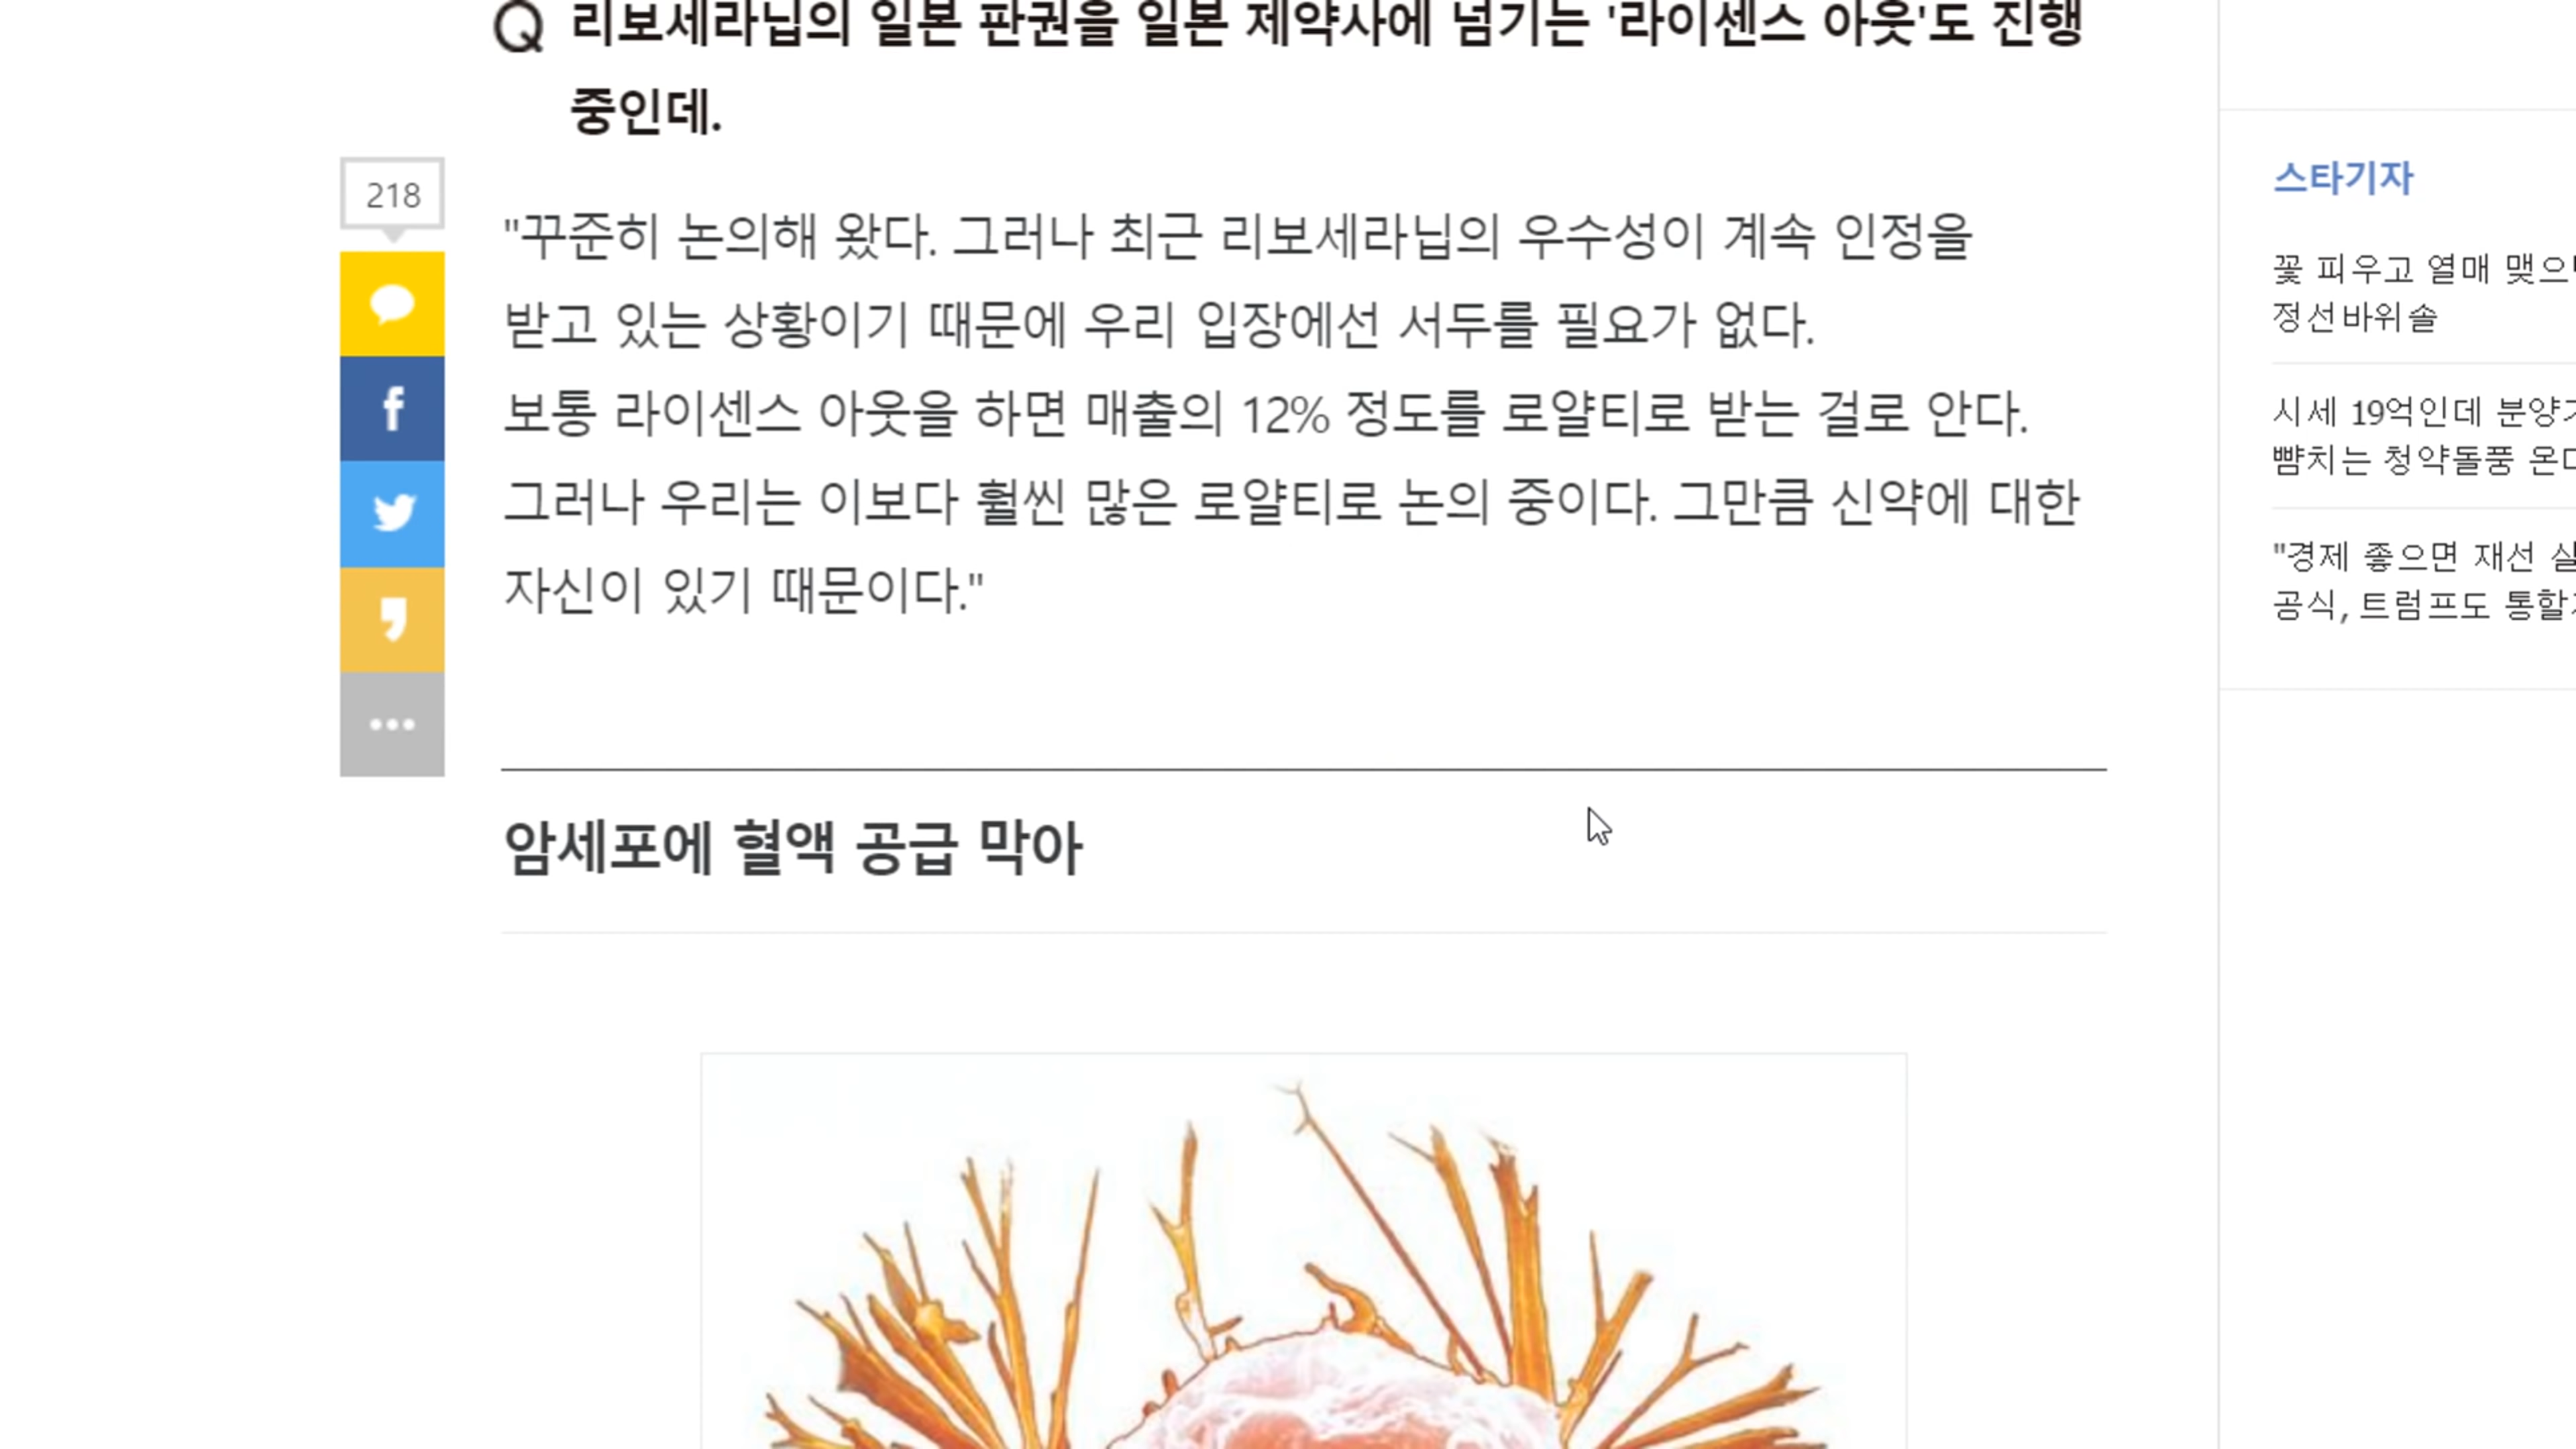 Q 리보세라닙의 일본 판권을 일본 제약사에 넘기는 '라이센스 아웃'도 진행
중인데.
218
"꾸준히 논의해 왔다. 그러나 최근 리보세라닙의 우수성이 계속 인정을
받고 있는 상황이기 때문에 우리 입장에선 서두를 필요가 없다.
보통 라이센스 아웃을 하면 매출의 12% 정도를 로얄티로 받는 걸로 안다.
그러나 우리는 이보다 훨씬 많은 로얄티로 논의 중이다. 그만큼 신약에 대한
자신이 있기 때문이다."
암세포에 혈액 공급 막아
스타기자
꽃 피우고 열매
정선바위솔
시세 19억인데
뺨치는 청약돌풍
"경제 좋으면 재선
공식, 트럼프도